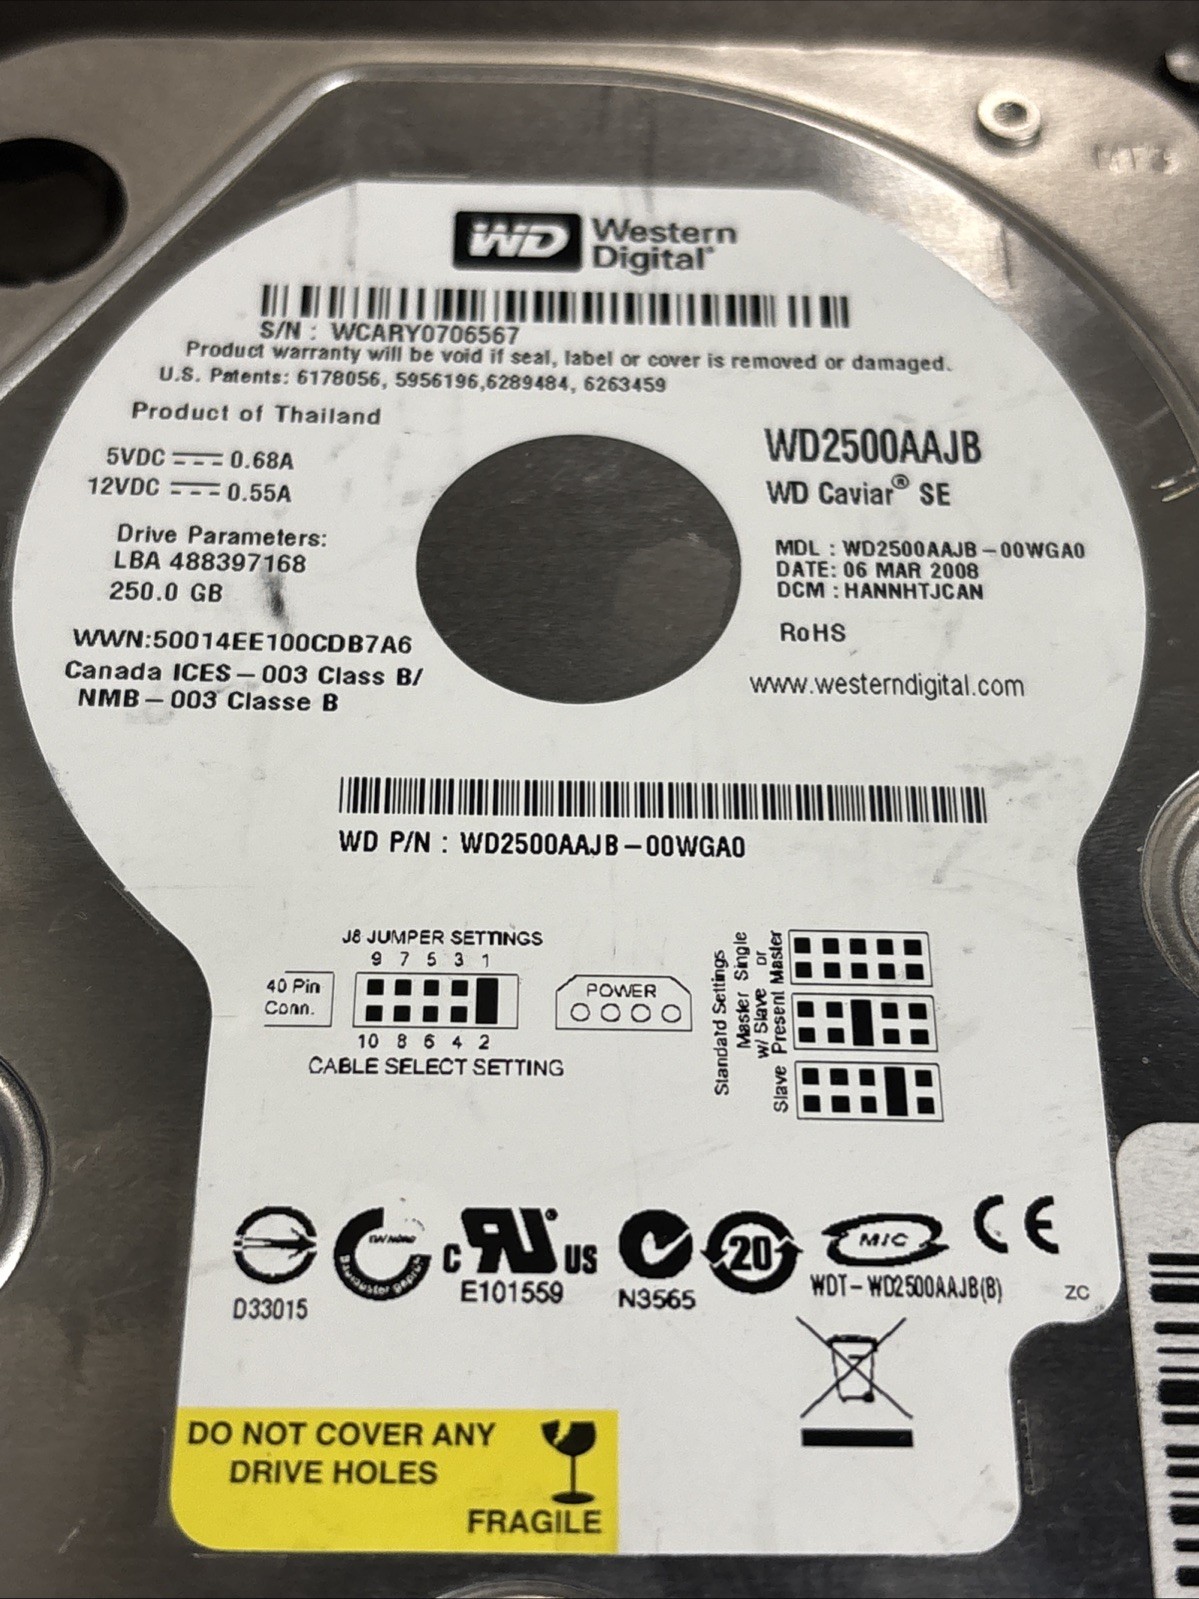 WD Western
Digital
S/N : WCARY0706567
Product warranty will be void if seal, label or cover is removed or damaged.
U.S. Patents: 6178056, 5956196,6289484, 6263459
Product of Thailand
5VDC 0.68A
12VDC 0.55A
Drive Parameters:
LBA 488397168
250.0 GB
WWN:50014EE100CDB7A6
Canada ICES-003 Class B/
NMB-003 Classe B
WD2500AAJB
WD Caviar® SE
MDL : WD2500AAJB-00WGA0
DATE: 06 MAR 2008
DCM : HANNHTJCAN
RoHS
www.westerndigital.com
WD P/N : WD2500AAJB-00WGA0
J8 JUMPER SETTINGS
9 7 5 3 1
40 Pin
Conn.
10 8 6 4 2
CABLE SELECT SETTING
POWER
Standard Settings
Single
or
Master
Master
w/ Slave
Present
Slave
D33015
C UL US
E101559
N3565
20
MIC
WDT-WD2500AAJB(B)
CE
ZC
DO NOT COVER ANY
DRIVE HOLES
FRAGILE